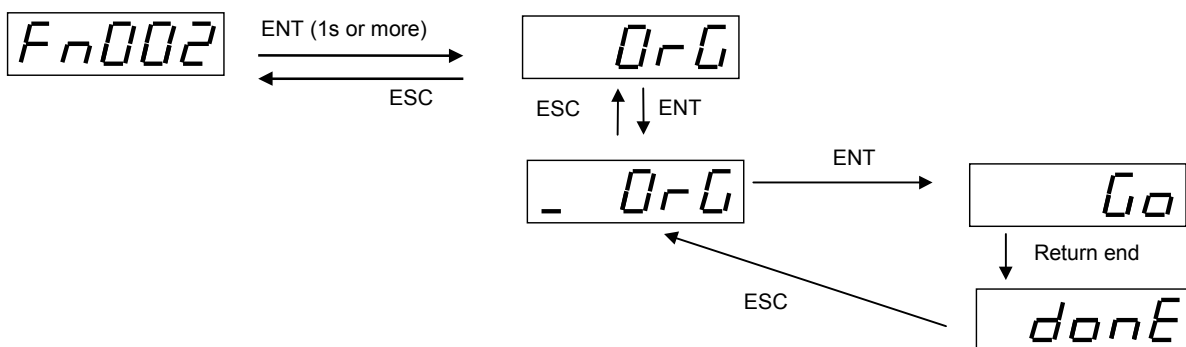 Fn002
ENT (1s or more)
ESC
OrG
ESC
ENT
_ OrG
ENT
Go
Return end
ESC
donE